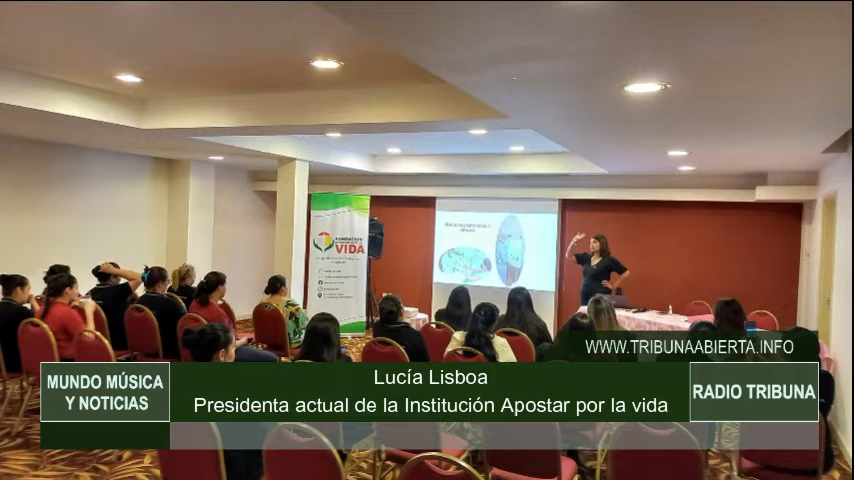 FUNDACIÓN
VIDA
WWW.TRIBUNAABIERTA.INFO
MUNDO MÚSICA
Y NOTICIAS
Lucía Lisboa
Presidenta actual de la Institución Apostar por la vida
RADIO TRIBUNA